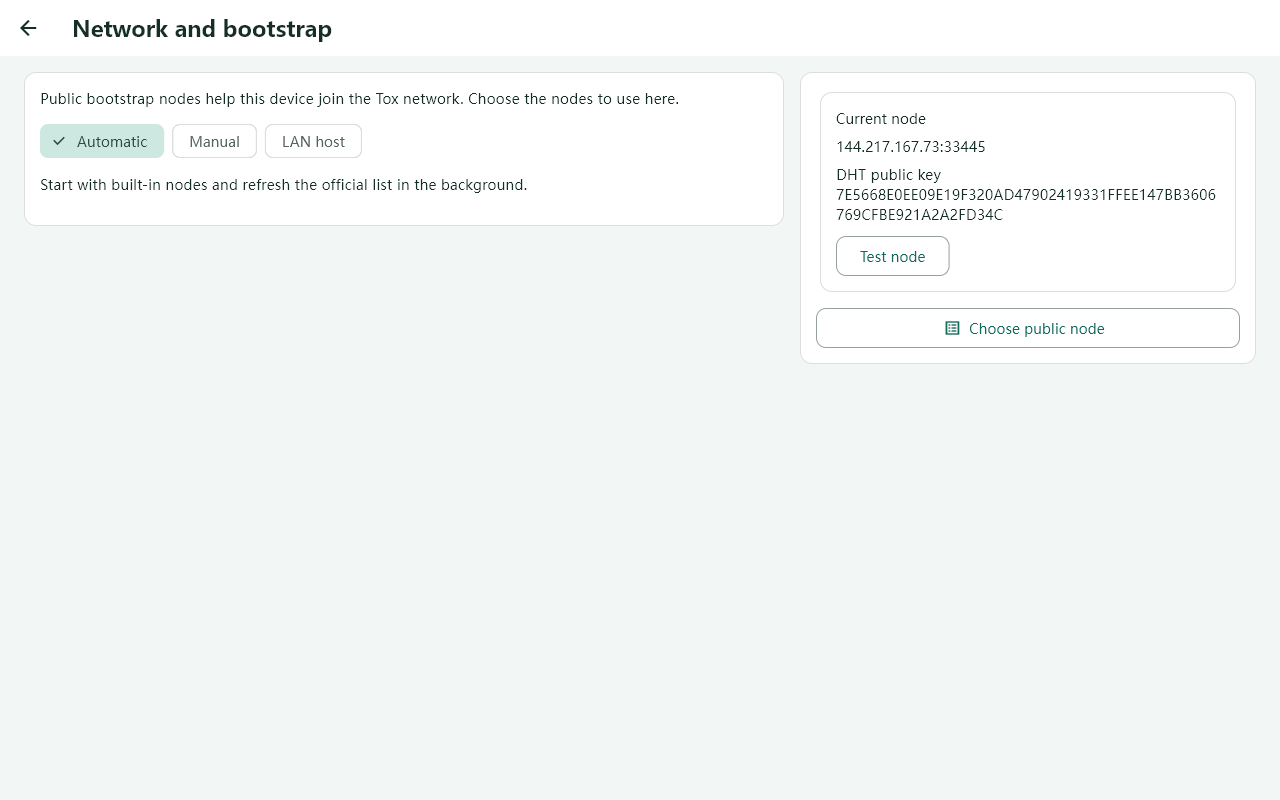 Network and bootstrap
Public bootstrap nodes help this device join the Tox network. Choose the nodes to use here.
Automatic
Manual
LAN host
Start with built-in nodes and refresh the official list in the background.
Current node
144.217.167.73:33445
DHT public key
7E5668E0EE09E19F320AD47902419331FFEE147BB3606
769CFBE921A2A2FD34C
Test node
Choose public node